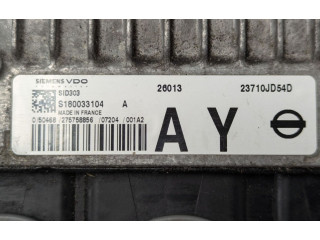 SIEMENS VDO
SID303
S180033104 A
MADE IN FRANCE
26013
23710JD54D
AY